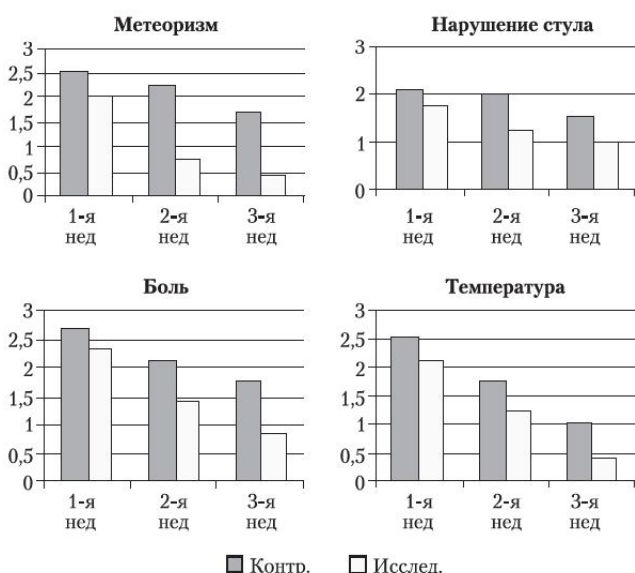 Метеоризм
3
2,5
2
1,5
1
0,5
0
1-я нед
2-я нед
3-я нед
Нарушение стула
3
2
1
0
1-я нед
2-я нед
3-я нед
Боль
3
2,5
2
1,5
1
0,5
0
1-я нед
2-я нед
3-я нед
Температура
3
2,5
2
1,5
1
0,5
0
1-я нед
2-я нед
3-я нед
Контр. Исслед.